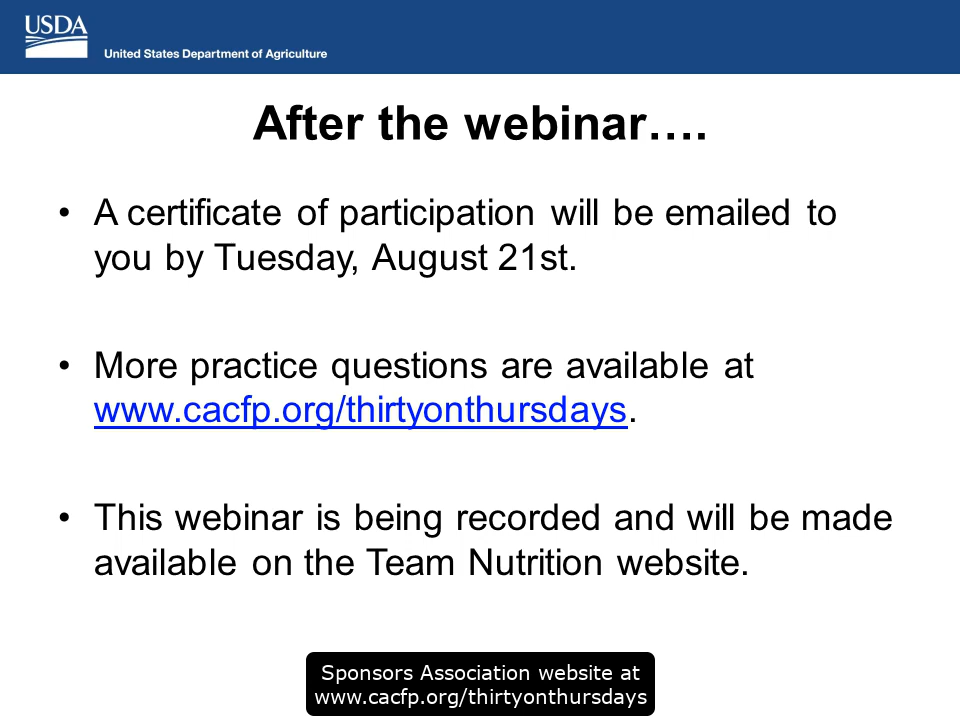 USDA
United States Department of Agriculture
After the webinar….
• A certificate of participation will be emailed to
you by Tuesday, August 21st.
• More practice questions are available at
www.cacfp.org/thirtyonthursdays.
• This webinar is being recorded and will be made
available on the Team Nutrition website.
Sponsors Association website at
www.cacfp.org/thirtyonthursdays